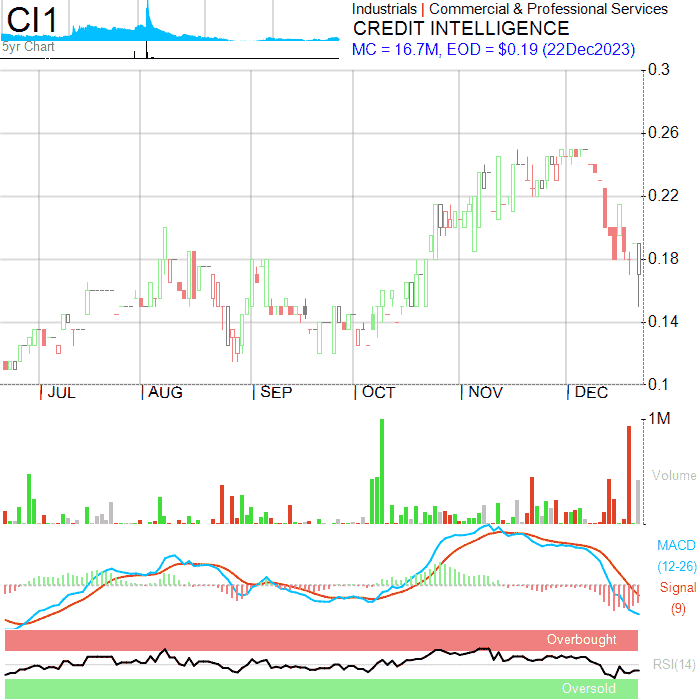 CI1
5yr Chart
Industrials | Commercial & Professional Services
CREDIT INTELLIGENCE
MC = 16.7M, EOD = $0.19 (22Dec2023)
0.3
0.26
0.22
0.18
0.14
0.1
JUL AUG SEP OCT NOV DEC
1M
Volume
MACD
(12-26)
Signal
(9)
Overbought
RSI(14)
Oversold